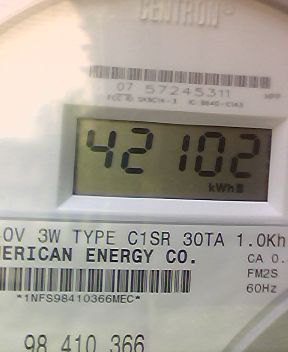 CENTRON®
07 57245311
42102
kWh
0V 3W TYPE C1SR 30TA 1.0Kh
ERICAN ENERGY CO. CA 0.
FM2S
*1NFS98410366MEC* 60Hz
98 410 366